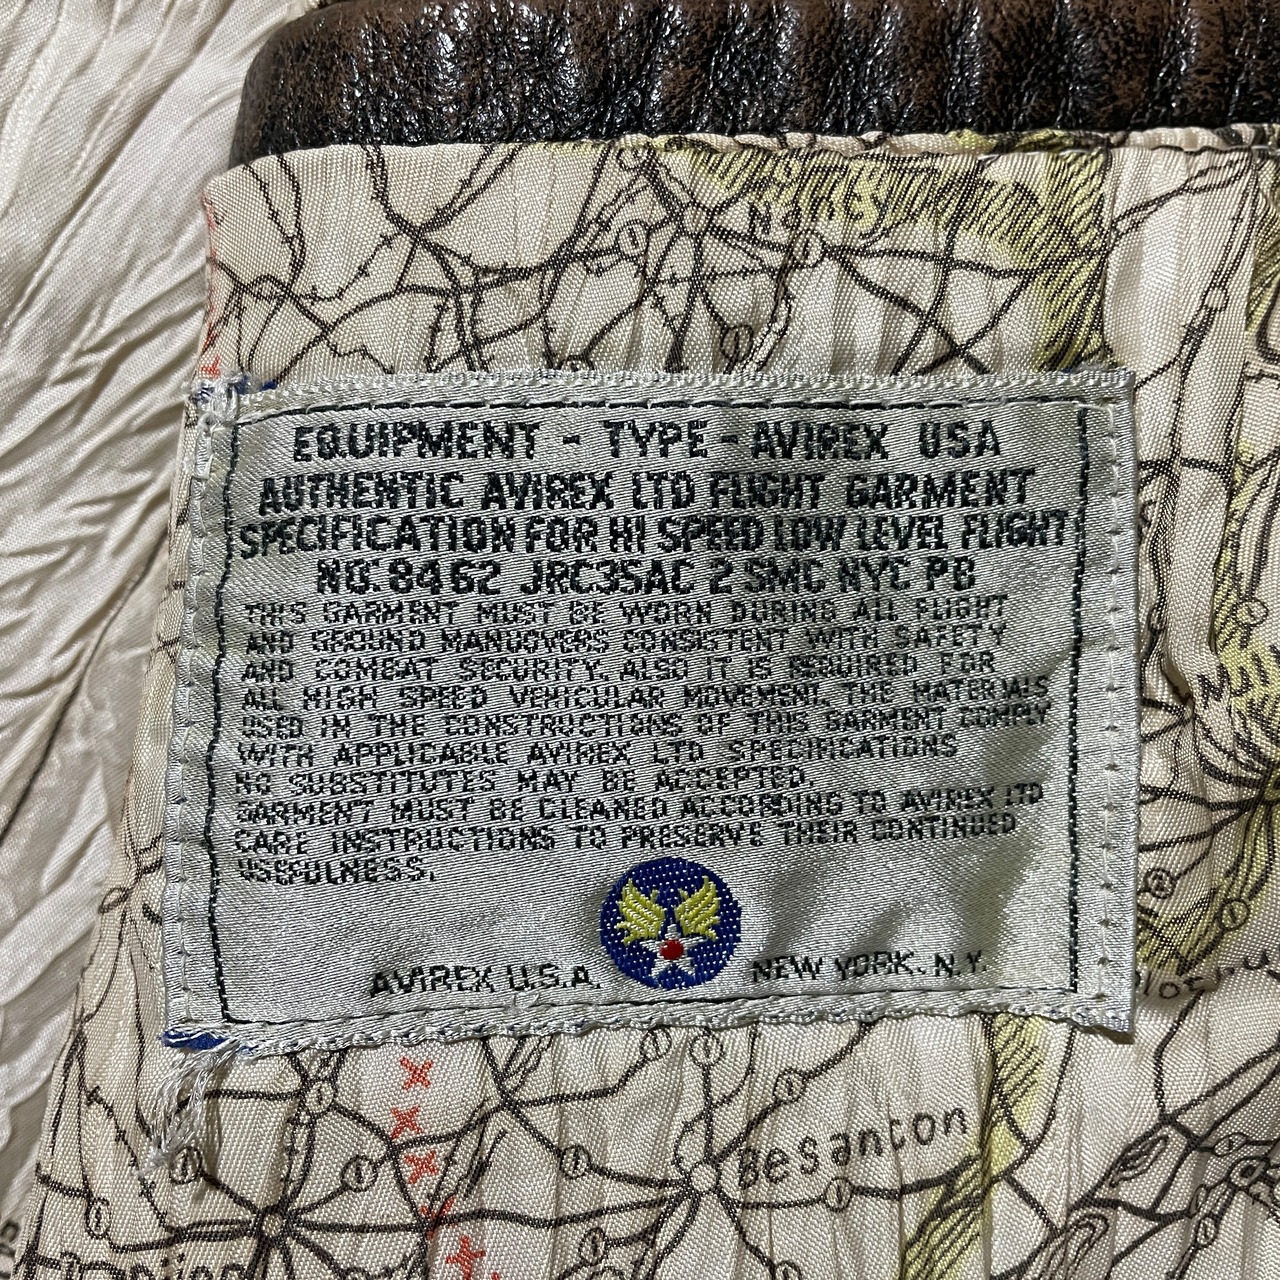 Nancy
EQUIPMENT - TYPE - AVIREX USA
AUTHENTIC AVIREX LTD FLIGHT GARMENT
SPECIFICATION FOR HI SPEED LOW LEVEL FLIGHT
NO. 8462 JRC3SAC 2 SMC NYC PB
THIS GARMENT MUST BE WORN DURING ALL FLIGHT
AND GROUND MANUOVERS CONSISTENT WITH SAFETY
AND COMBAT SECURITY. ALSO IT IS REQUIRED FOR
ALL HIGH SPEED VEHICULAR MOVEMENT. THE MATERIALS
USED IN THE CONSTRUCTIONS OF THIS GARMENT COMPLY
WITH APPLICABLE AVIREX LTD SPECIFICATIONS
NO SUBSTITUTES MAY BE ACCEPTED.
GARMENT MUST BE CLEANED ACCORDING TO AVIREX LTD
CARE INSTRUCTIONS TO PRESERVE THEIR CONTINUED
USEFULNESS.
AVIREX U.S.A. NEW YORK. N.Y.
Besancon